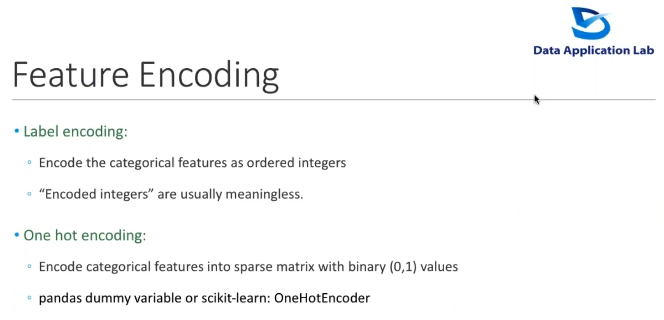 Data Application Lab
Feature Encoding
• Label encoding:
◦ Encode the categorical features as ordered integers
◦ “Encoded integers” are usually meaningless.
• One hot encoding:
◦ Encode categorical features into sparse matrix with binary (0,1) values
◦ pandas dummy variable or scikit-learn: OneHotEncoder